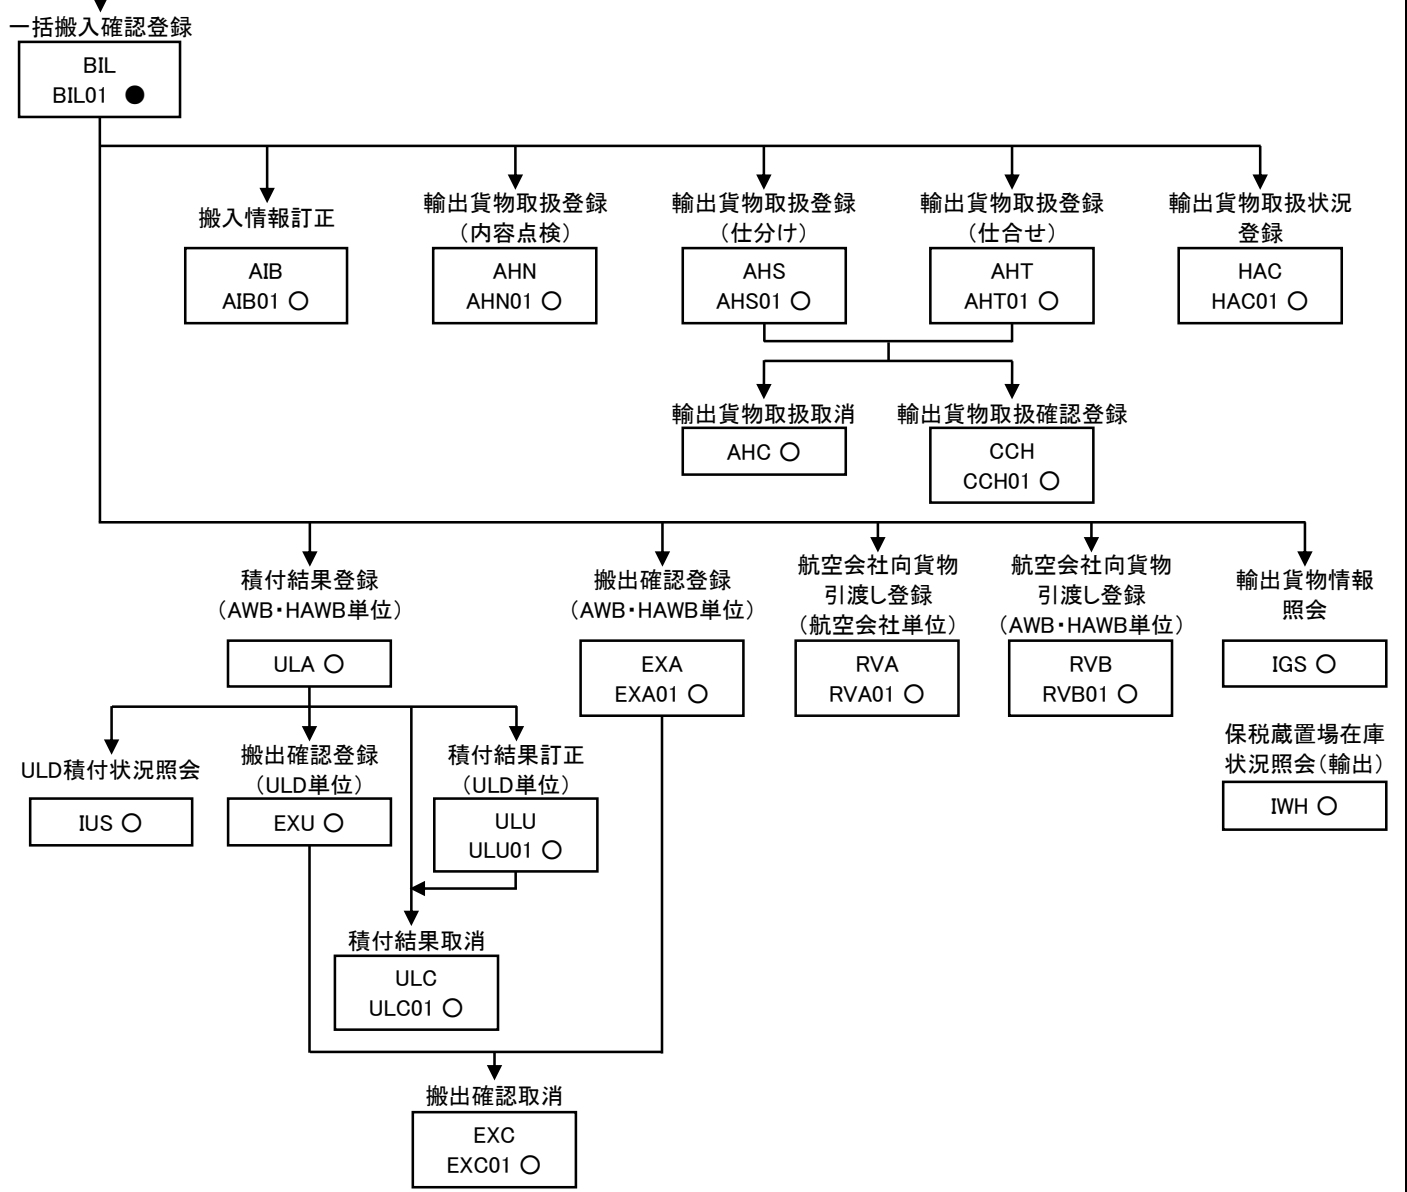 一括搬入確認登録
BIL
BIL01 ●
搬入情報訂正
AIB
AIB01 ○
輸出貨物取扱登録
（内容点検）
AHN
AHN01 ○
輸出貨物取扱登録
（仕分け）
AHS
AHS01 ○
輸出貨物取扱登録
（仕合せ）
AHT
AHT01 ○
輸出貨物取扱状況
登録
HAC
HAC01 ○
輸出貨物取扱取消
AHC ○
輸出貨物取扱確認登録
CCH
CCH01 ○
積付結果登録
（AWB・HAWB単位）
ULA ○
搬出確認登録
（AWB・HAWB単位）
EXA
EXA01 ○
航空会社向貨物
引渡し登録
（航空会社単位）
RVA
RVA01 ○
航空会社向貨物
引渡し登録
（AWB・HAWB単位）
RVB
RVB01 ○
輸出貨物情報
照会
IGS ○
ULD積付状況照会
IUS ○
搬出確認登録
（ULD単位）
EXU ○
積付結果訂正
（ULD単位）
ULU
ULU01 ○
保税蔵置場在庫
状況照会（輸出）
IWH ○
積付結果取消
ULC
ULC01 ○
搬出確認取消
EXC
EXC01 ○